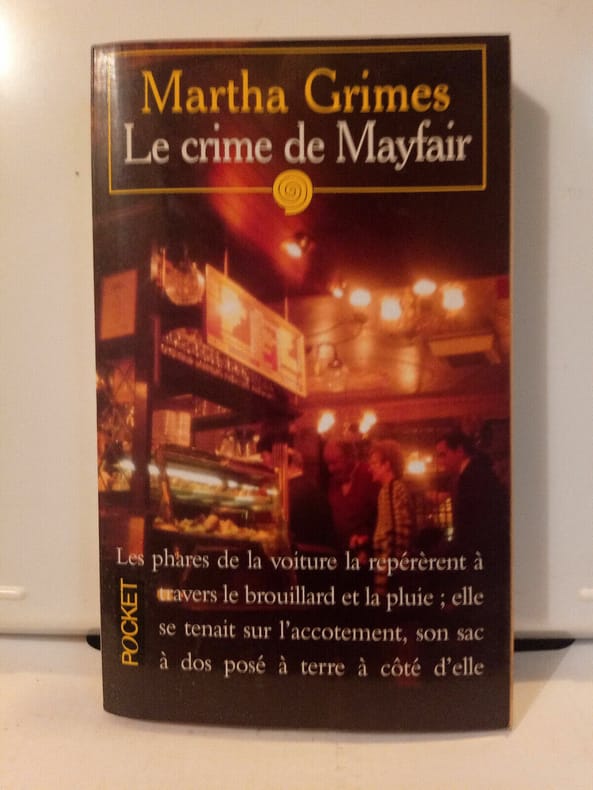 Martha Grimes
Le crime de Mayfair
Les phares de la voiture la repérèrent à
travers le brouillard et la pluie ; elle
se tenait sur l'accotement, son sac
à dos posé à terre à côté d'elle
POCKET